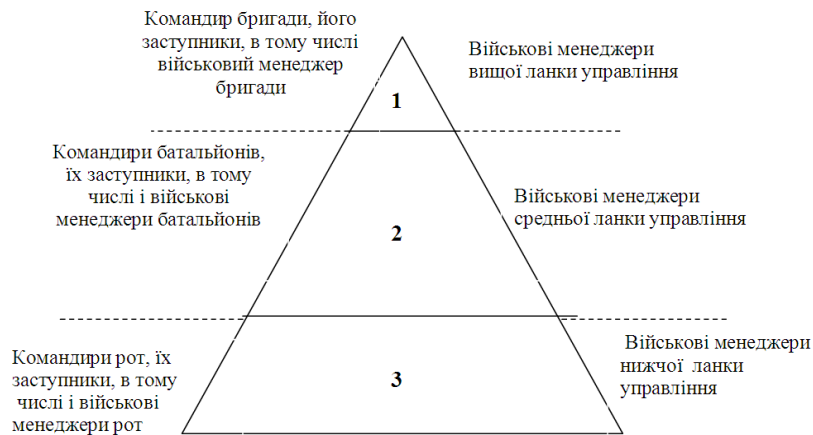 Командир бригади, його
заступники, в тому числі
військовий менеджер
бригади
Військові менеджери
вищої ланки управління
1
Командири батальйонів,
їх заступники, в тому
числі і військові
менеджери батальйонів
2
Військові менеджери
средньої ланки управління
Командири рот, їх
заступники, в тому
числі і військові
менеджери рот
3
Військові менеджери
нижчої ланки
управління